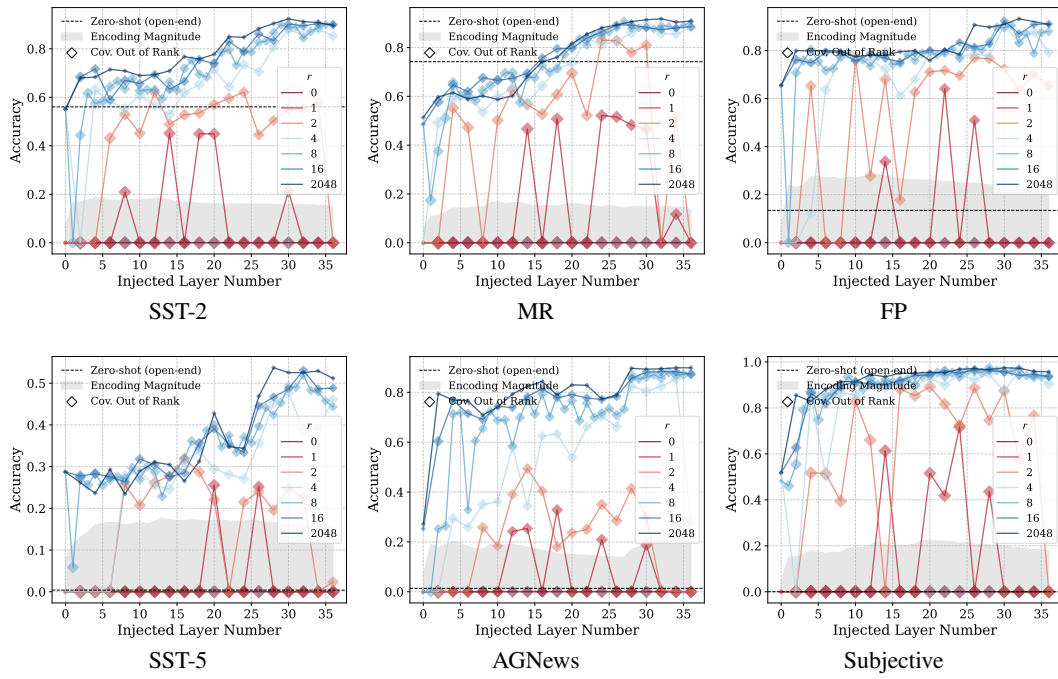 Zero-shot (open-end)
Encoding Magnitude
Cov. Out of Rank
r
0
1
2
4
8
16
2048
Accuracy
0.8
0.6
0.4
0.2
0.0
0 5 10 15 20 25 30 35
Injected Layer Number
SST-2
Zero-shot (open-end)
Encoding Magnitude
Cov. Out of Rank
r
0
1
2
4
8
16
2048
Accuracy
0.8
0.6
0.4
0.2
0.0
0 5 10 15 20 25 30 35
Injected Layer Number
MR
Zero-shot (open-end)
Encoding Magnitude
Cov. Out of Rank
r
0
1
2
4
8
16
2048
Accuracy
0.8
0.6
0.4
0.2
0.0
0 5 10 15 20 25 30 35
Injected Layer Number
FP
Zero-shot (open-end)
Encoding Magnitude
Cov. Out of Rank
r
0
1
2
4
8
16
2048
Accuracy
0.5
0.4
0.3
0.2
0.1
0.0
0 5 10 15 20 25 30 35
Injected Layer Number
SST-5
Zero-shot (open-end)
Encoding Magnitude
Cov. Out of Rank
r
0
1
2
4
8
16
2048
Accuracy
0.8
0.6
0.4
0.2
0.0
0 5 10 15 20 25 30 35
Injected Layer Number
AGNews
Zero-shot (open-end)
Encoding Magnitude
Cov. Out of Rank
r
0
1
2
4
8
16
2048
Accuracy
1.0
0.8
0.6
0.4
0.2
0.0
0 5 10 15 20 25 30 35
Injected Layer Number
Subjective